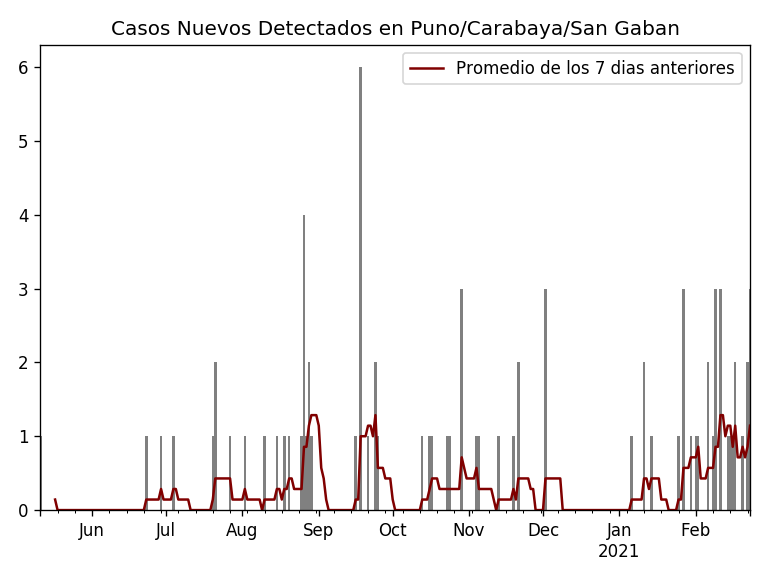 Casos Nuevos Detectados en Puno/Carabaya/San Gaban
Promedio de los 7 dias anteriores
6
5
4
3
2
1
0
Jun Jul Aug Sep Oct Nov Dec Jan Feb
2021